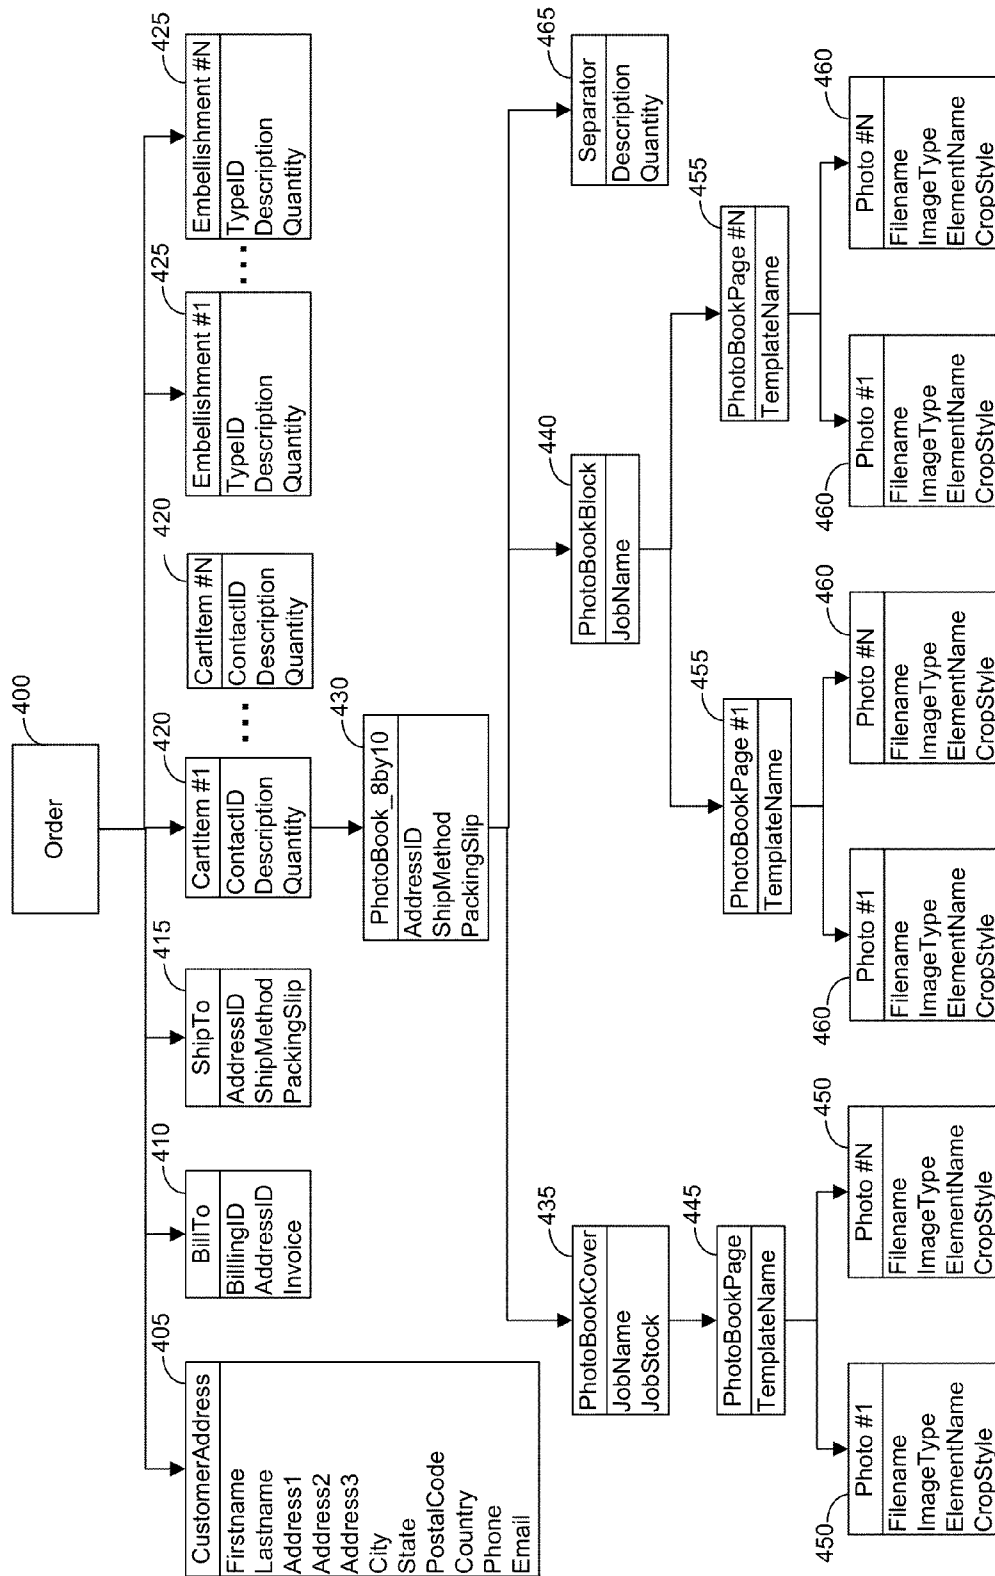 Order
400
CustomerAddress
405
Firstname
Lastname
Address1
Address2
Address3
City
State
PostalCode
Country
Phone
Email
BillTo
410
BilllingID
AddressID
Invoice
ShipTo
415
AddressID
ShipMethod
PackingSlip
CartItem #1
420
ContactID
Description
Quantity
...
CartItem #N
420
ContactID
Description
Quantity
Embellishment #1
425
TypeID
Description
Quantity
...
Embellishment #N
425
TypeID
Description
Quantity
PhotoBook_8by10
430
AddressID
ShipMethod
PackingSlip
PhotoBookCover
435
JobName
JobStock
PhotoBookBlock
440
JobName
Separator
465
Description
Quantity
PhotoBookPage
445
TemplateName
PhotoBookPage #1
455
TemplateName
PhotoBookPage #N
455
TemplateName
450
Photo #1
Filename
ImageType
ElementName
CropStyle
Photo #N
450
Filename
ImageType
ElementName
CropStyle
460
Photo #1
Filename
ImageType
ElementName
CropStyle
Photo #N
460
Filename
ImageType
ElementName
CropStyle
460
Photo #1
Filename
ImageType
ElementName
CropStyle
Photo #N
460
Filename
ImageType
ElementName
CropStyle